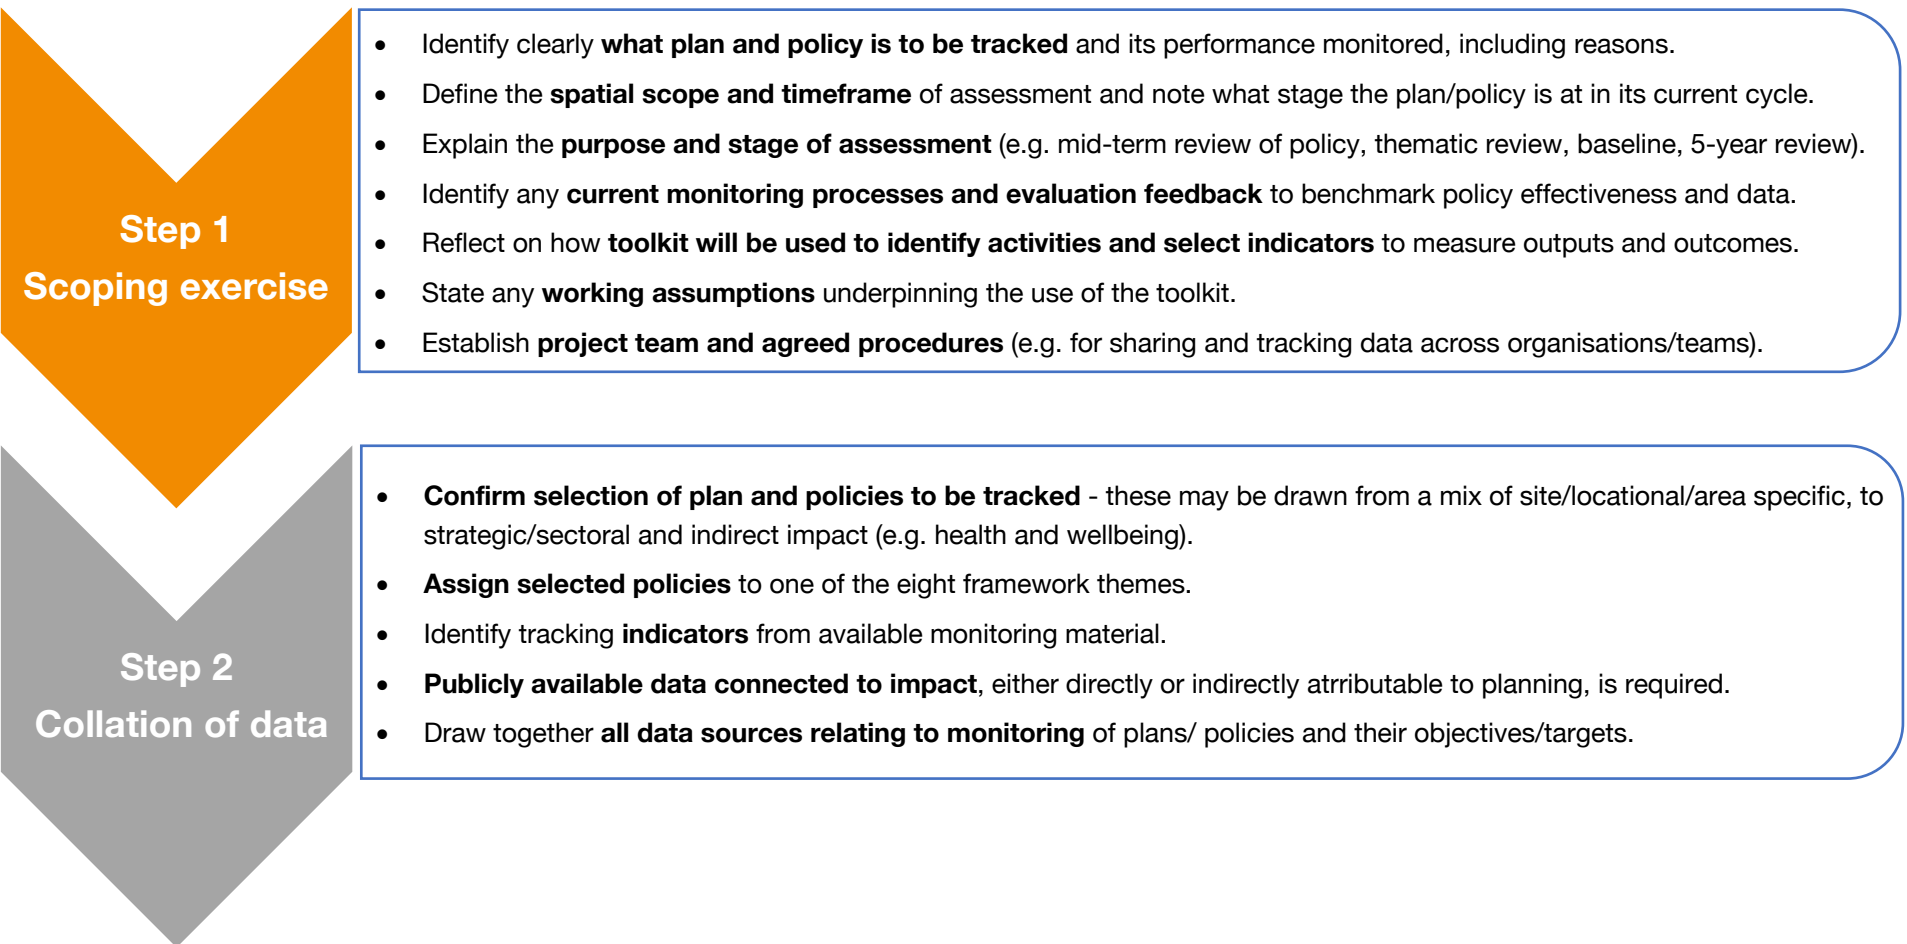 Step 1
Scoping exercise
• Identify clearly what plan and policy is to be tracked and its performance monitored, including reasons.
• Define the spatial scope and timeframe of assessment and note what stage the plan/policy is at in its current cycle.
• Explain the purpose and stage of assessment (e.g. mid-term review of policy, thematic review, baseline, 5-year review).
• Identify any current monitoring processes and evaluation feedback to benchmark policy effectiveness and data.
• Reflect on how toolkit will be used to identify activities and select indicators to measure outputs and outcomes.
• State any working assumptions underpinning the use of the toolkit.
• Establish project team and agreed procedures (e.g. for sharing and tracking data across organisations/teams).
Step 2
Collation of data
• Confirm selection of plan and policies to be tracked - these may be drawn from a mix of site/locational/area specific, to
strategic/sectoral and indirect impact (e.g. health and wellbeing).
• Assign selected policies to one of the eight framework themes.
• Identify tracking indicators from available monitoring material.
• Publicly available data connected to impact, either directly or indirectly atrributable to planning, is required.
• Draw together all data sources relating to monitoring of plans/ policies and their objectives/targets.